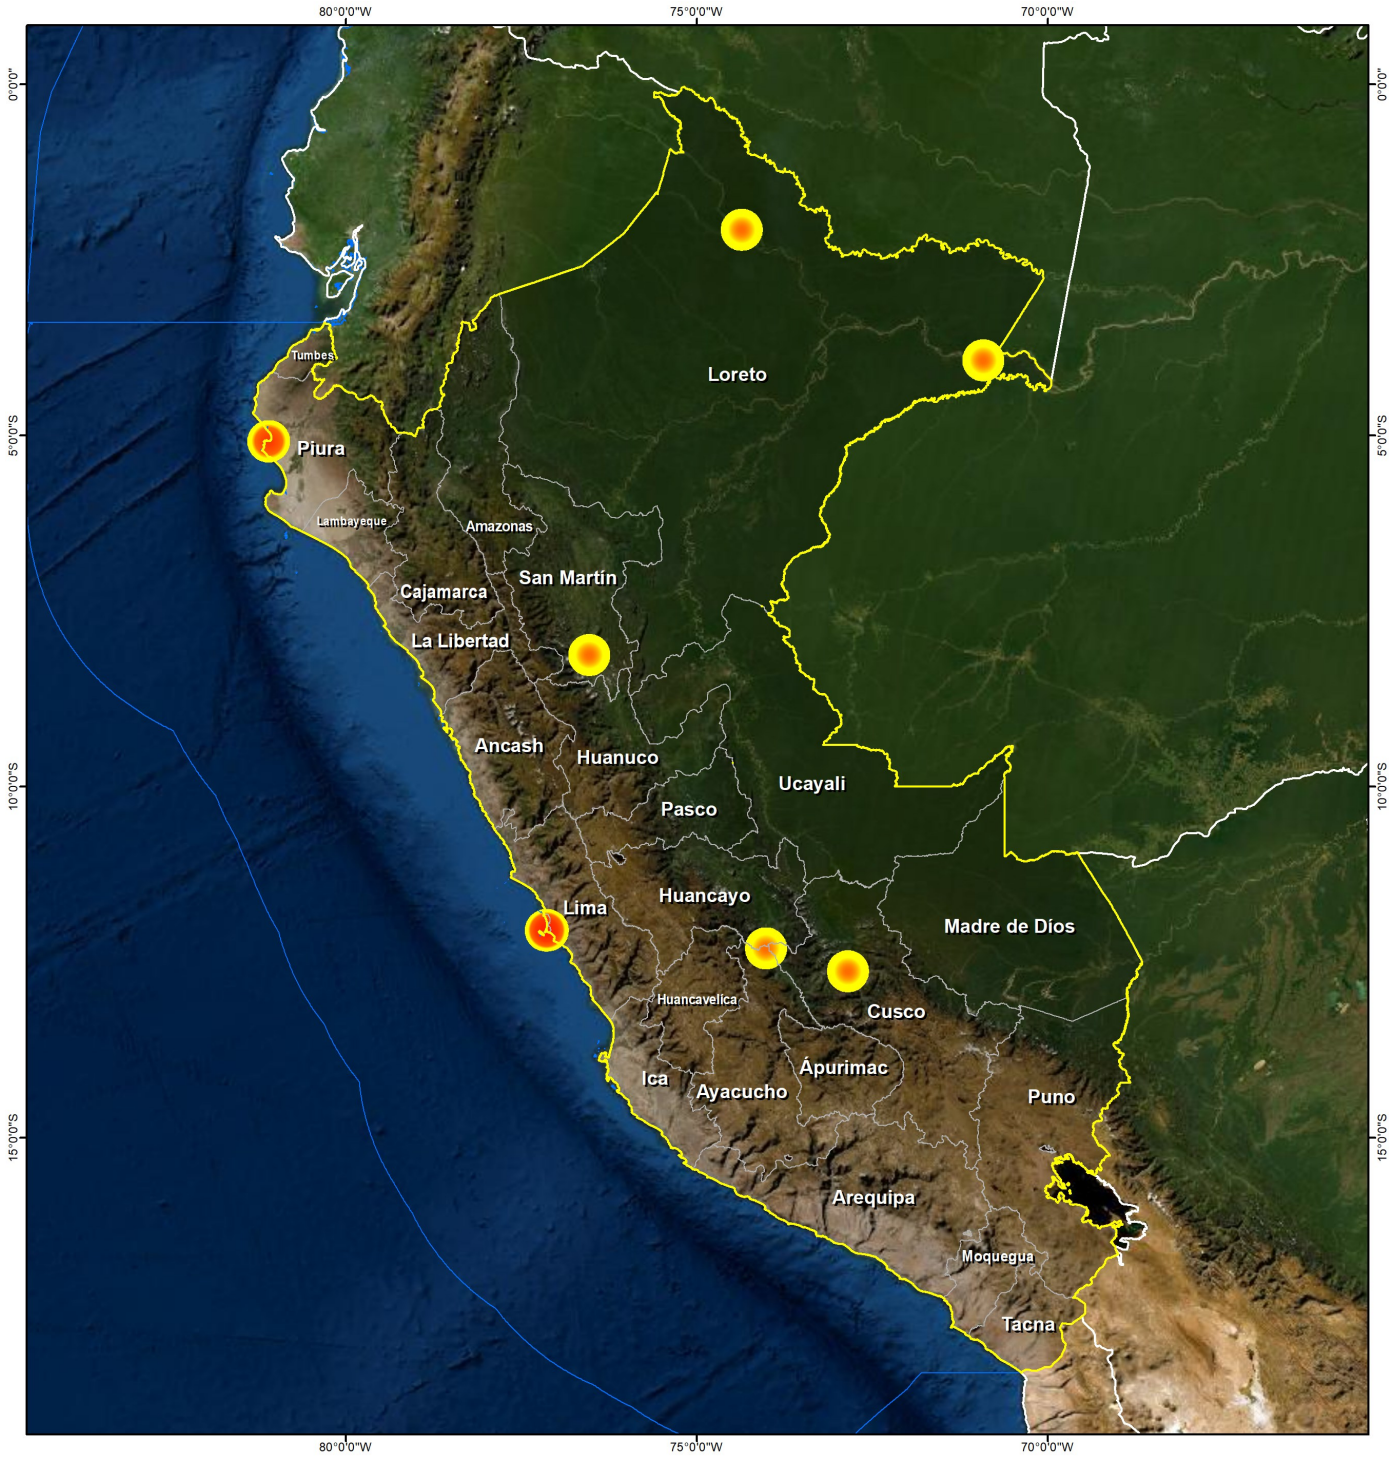 80°0'0"W
75°0'0"W
70°0'0"W
0°0'0"
0°0'0"
Tumbes
Loreto
5°0'0"S
Piura
5°0'0"S
Lambayeque
Amazonas
San Martín
Cajamarca
La Libertad
Ancash
Huanuco
Ucayali
10°0'0"S
Pasco
10°0'0"S
Huancayo
Lima
Madre de Díos
Huancavelica
Cusco
Ápurimac
Ica
Ayacucho
Puno
15°0'0"S
15°0'0"S
Arequipa
Moquegua
Tacna
80°0'0"W
75°0'0"W
70°0'0"W